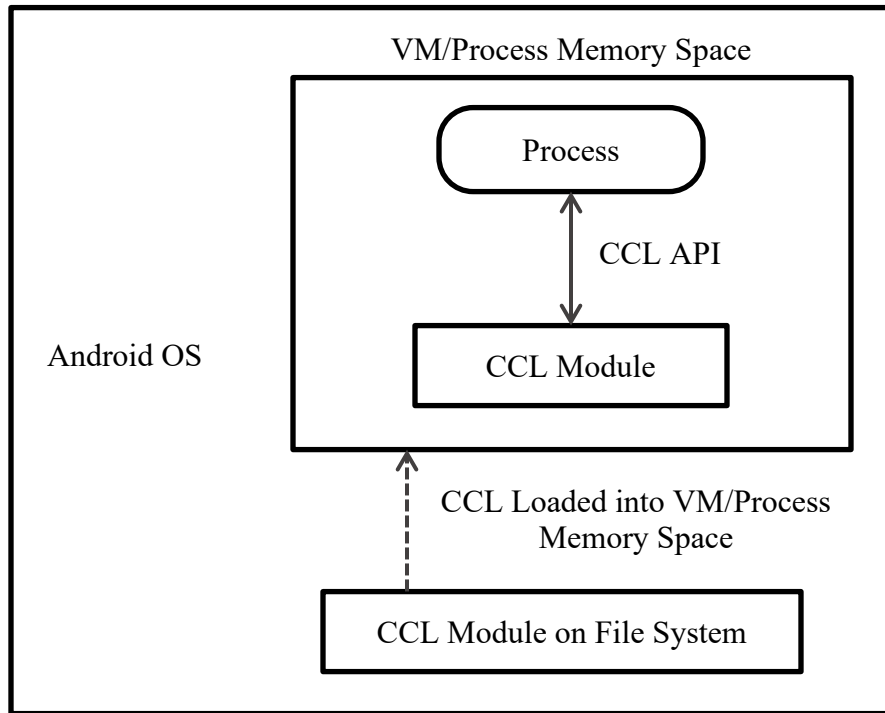 VM/Process Memory Space
Process
CCL API
Android OS
CCL Module
CCL Loaded into VM/Process
Memory Space
CCL Module on File System